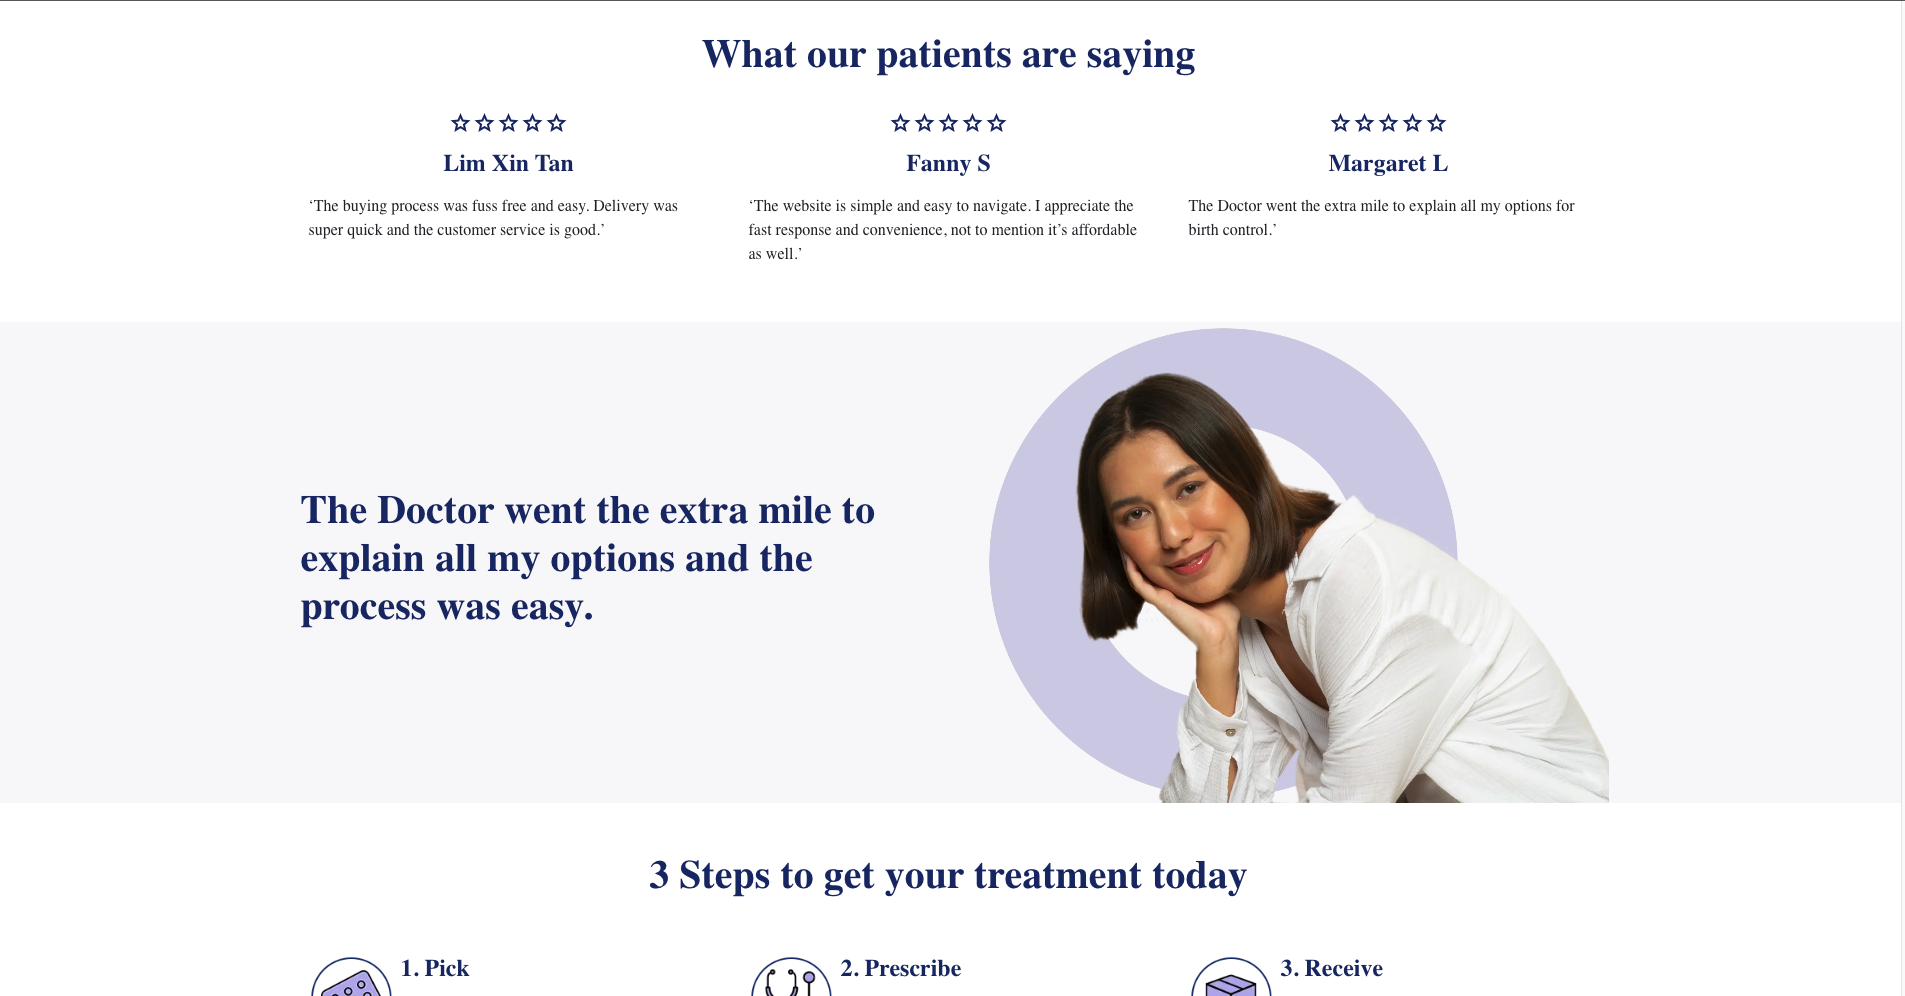 What our patients are saying
Lim Xin Tan
‘The buying process was fuss free and easy. Delivery was
super quick and the customer service is good.’
Fanny S
‘The website is simple and easy to navigate. I appreciate the
fast response and convenience, not to mention it’s affordable
as well.’
Margaret L
The Doctor went the extra mile to explain all my options for
birth control.’
The Doctor went the extra mile to
explain all my options and the
process was easy.
3 Steps to get your treatment today
1. Pick
2. Prescribe
3. Receive